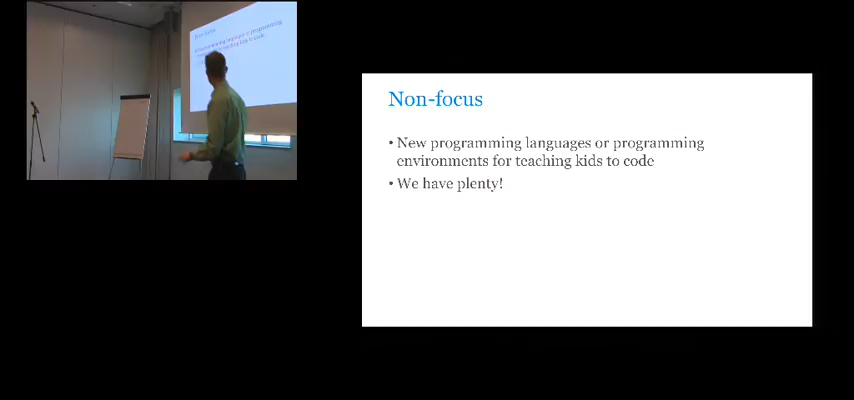 Non-focus
• New programming languages or programming
environments for teaching kids to code
• We have plenty!